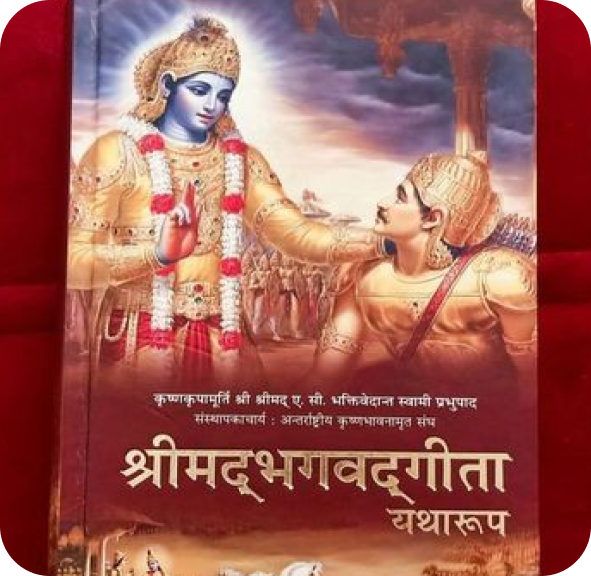 कृष्णकृपामूर्ति श्री श्रीमद् ए. सी. भक्तिवेदान्त स्वामी प्रभुपाद
संस्थापकाचार्य : अन्तर्राष्ट्रीय कृष्णभावनामृत संघ
श्रीमद्भगवद्गीता
यथारूप